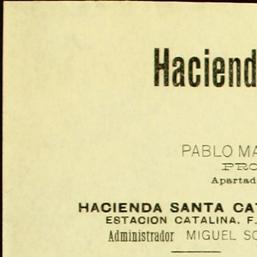 Haciend
PABLO MA
PRO
Apartad
HACIENDA SANTA CAT
ESTACION CATALINA, F.
Administrador MIGUEL SO